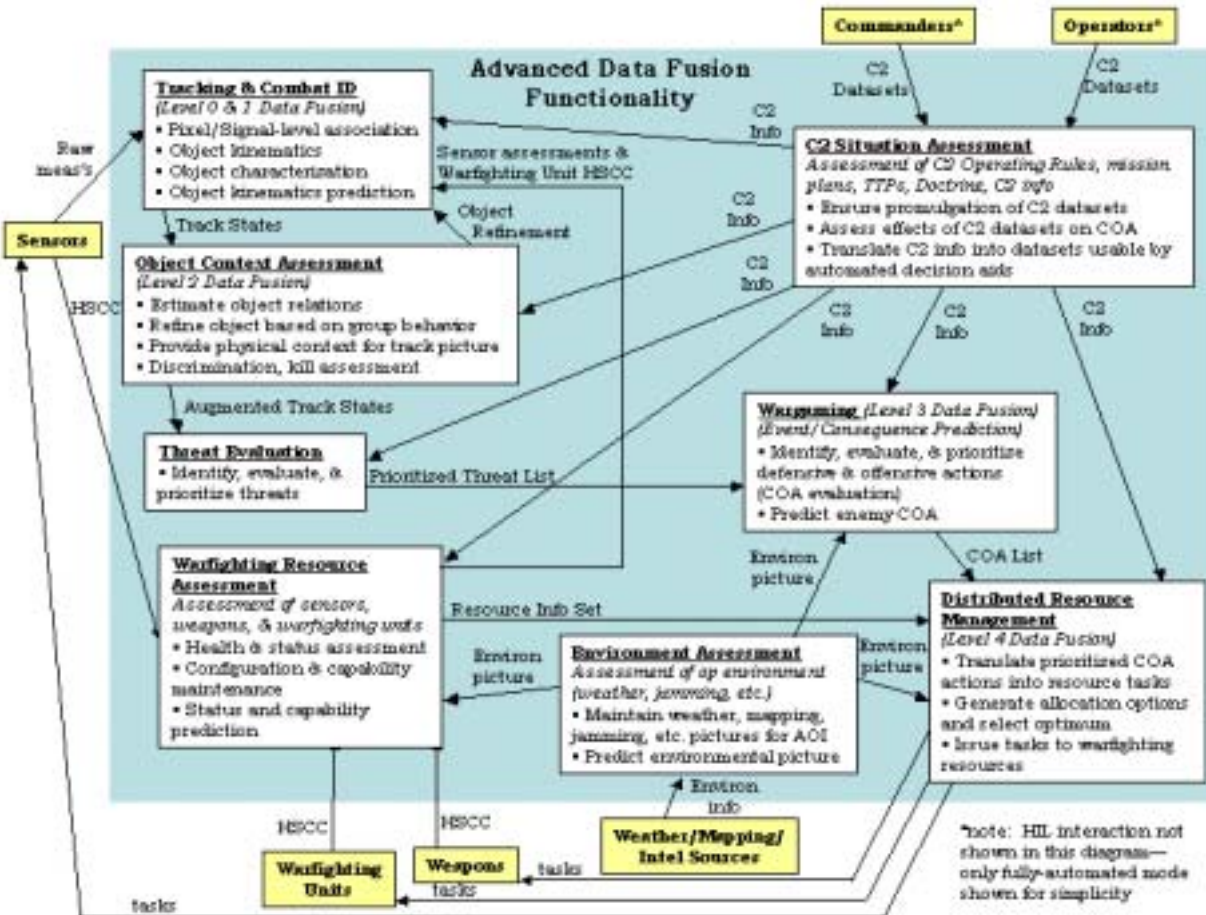 Commanders*
Operators*
Advanced Data Fusion
Functionality
C2
Datasets
C2
Datasets
Tracking & Combat ID
(Level 0 & 1 Data Fusion)
▪ Pixel/Signal-level association
▪ Object kinematics
▪ Object characterization
▪ Object kinematics prediction
Raw
meas's
Sensors
HSCC
C2
Info
Sensor assessments &
Warfighting Unit HSCC
C2 Situation Assessment
Assessment of C2 Operating Rules, mission
plans, TTPs, Doctrine, C2 info
▪ Ensure promulgation of C2 datasets
▪ Assess effects of C2 datasets on COA
▪ Translate C2 info into datasets usable by
automated decision aids
Track States
Object
Refinement
C2
Info
C2
Info
C2
Info
C2
Info
C2
Info
Object Context Assessment
(Level 2 Data Fusion)
▪ Estimate object relations
▪ Refine object based on group behavior
▪ Provide physical context for track picture
▪ Discrimination, kill assessment
Augmented Track States
Threat Evaluation
▪ Identify, evaluate, &
prioritize threats
Prioritized Threat List
Wargaming (Level 3 Data Fusion)
(Event/Consequence Prediction)
▪ Identify, evaluate, & prioritize
defensive & offensive actions
(COA evaluation)
▪ Predict enemy COA
Environ
picture
COA List
Warfighting Resource
Assessment
Assessment of sensors,
weapons, & warfighting units
▪ Health & status assessment
▪ Configuration & capability
maintenance
▪ Status and capability
prediction
Resource Info Set
Environ
picture
Environment Assessment
Assessment of op environment
(weather, jamming, etc.)
▪ Maintain weather, mapping,
jamming, etc. pictures for AOI
▪ Predict environmental picture
Environ
picture
Distributed Resource
Management
(Level 4 Data Fusion)
▪ Translate prioritized COA
actions into resource tasks
▪ Generate allocation options
and select optimum
▪ Issue tasks to warfighting
resources
Environ
info
HSCC
HSCC
Warfighting
Units
Weapons
Weather/Mapping/
Intel Sources
tasks
tasks
tasks
*note: HIL interaction not
shown in this diagram—
only fully-automated mode
shown for simplicity